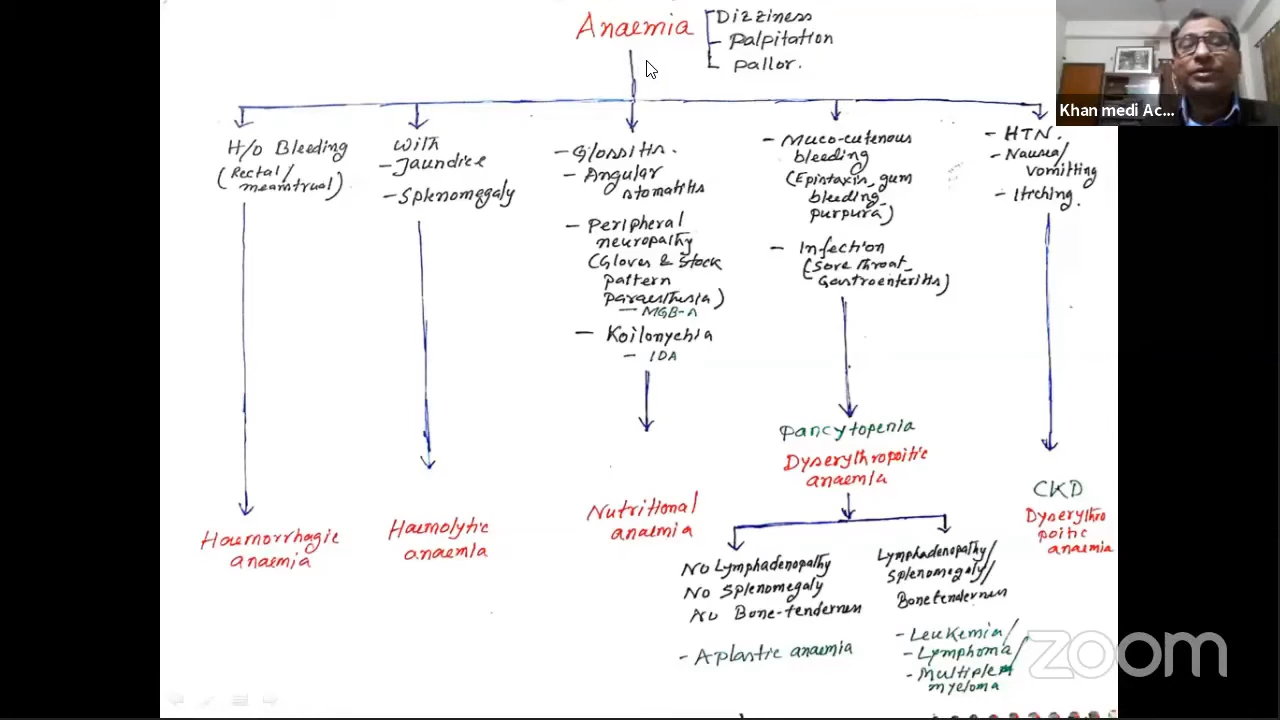 Anaemia
Dizziness
- Palpitation
Pallor.
Khan medi Ac...
H/o Bleeding
(Rectal/
meamtrual)
Haemorrhagic
anaemia
With
- Jaundice
- Splenomegaly
Haemolytic
anaemia
- Glossitis.
- Angular
stomatitis
- Peripheral
neuropathy
(Gloves & Stock
pattern
paraesthesia)
- MGB-A
- Koilonychia
- IDA
Nutritional
anaemia
- Muco-cutenous
bleeding
(Epistaxis, gum
bleeding
purpura)
- Infection
(Sore throat
Gastroenteritis)
Pancytopenia
Dyserythropoitic
anaemia
No Lymphadenopathy
No Splenomegaly
No Bone-tenderness
- Aplastic anaemia
Lymphadenopathy/
Splenomegaly/
Bone tenderness
- Leukemia/
- Lymphoma/
- Multiple
myeloma
- HTN.
- Nausea/
vomitting
- Itching.
CKD
Dyserythro
poitic
anaemia
zoom